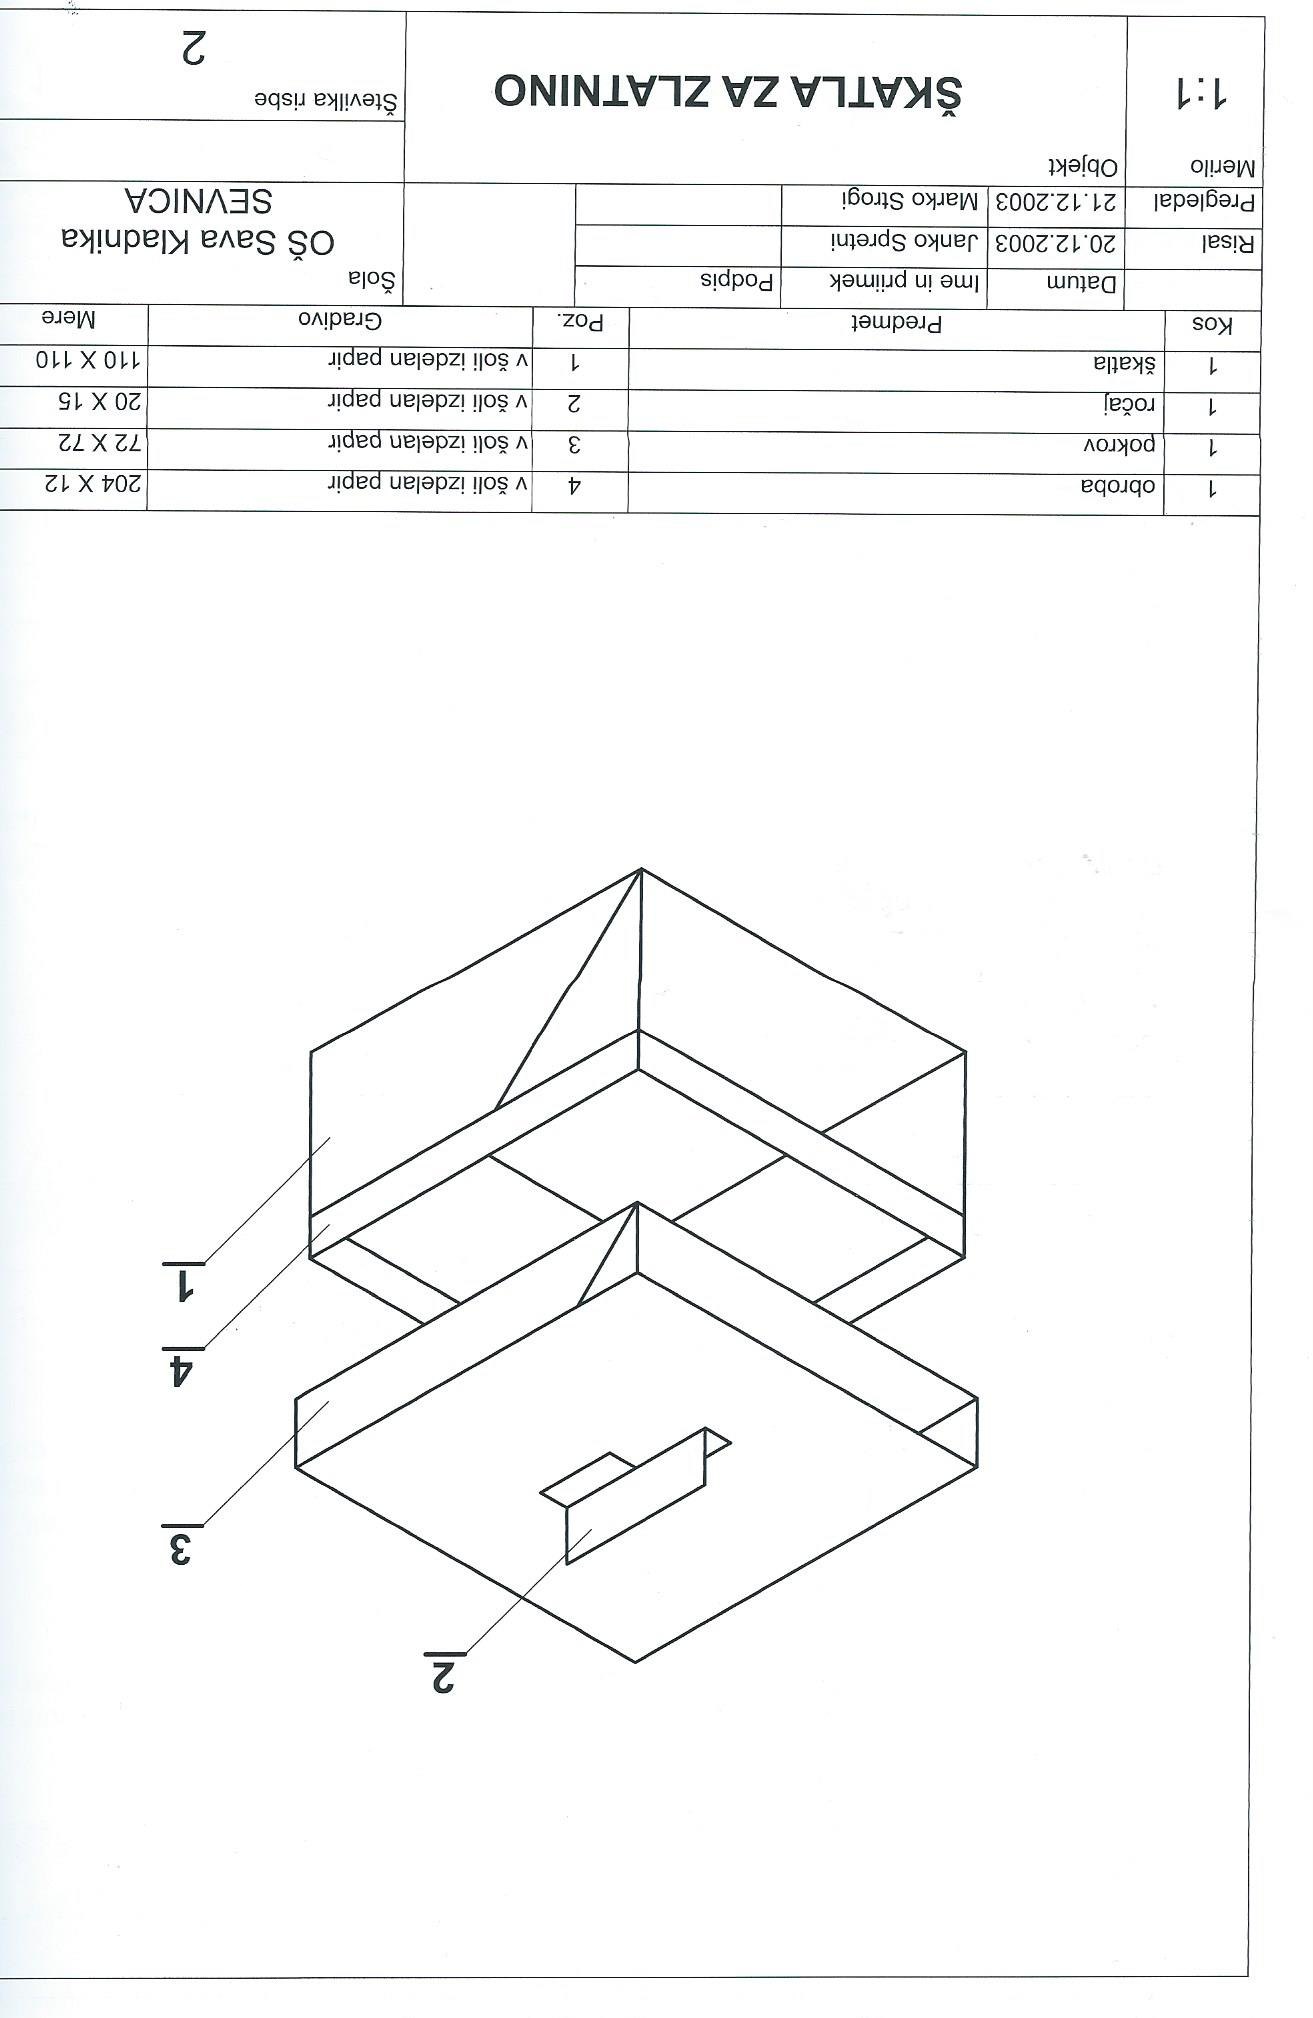 2
3
4
1
1 obroba 4 v šoli izdelan papir 204 X 12
1 pokrov 3 v šoli izdelan papir 72 X 72
1 ročaj 2 v šoli izdelan papir 20 X 15
1 škatla 1 v šoli izdelan papir 110 X 110
Kos Predmet Poz. Gradivo Mere
Datum Ime in priimek Podpis Šola
Risal 20.12.2003 Janko Spretni OŠ Sava Kladnika
Pregledal 21.12.2003 Marko Strogi SEVNICA
Merilo Objekt
1:1 ŠKATLA ZA ZLATNINO Številka risbe
2